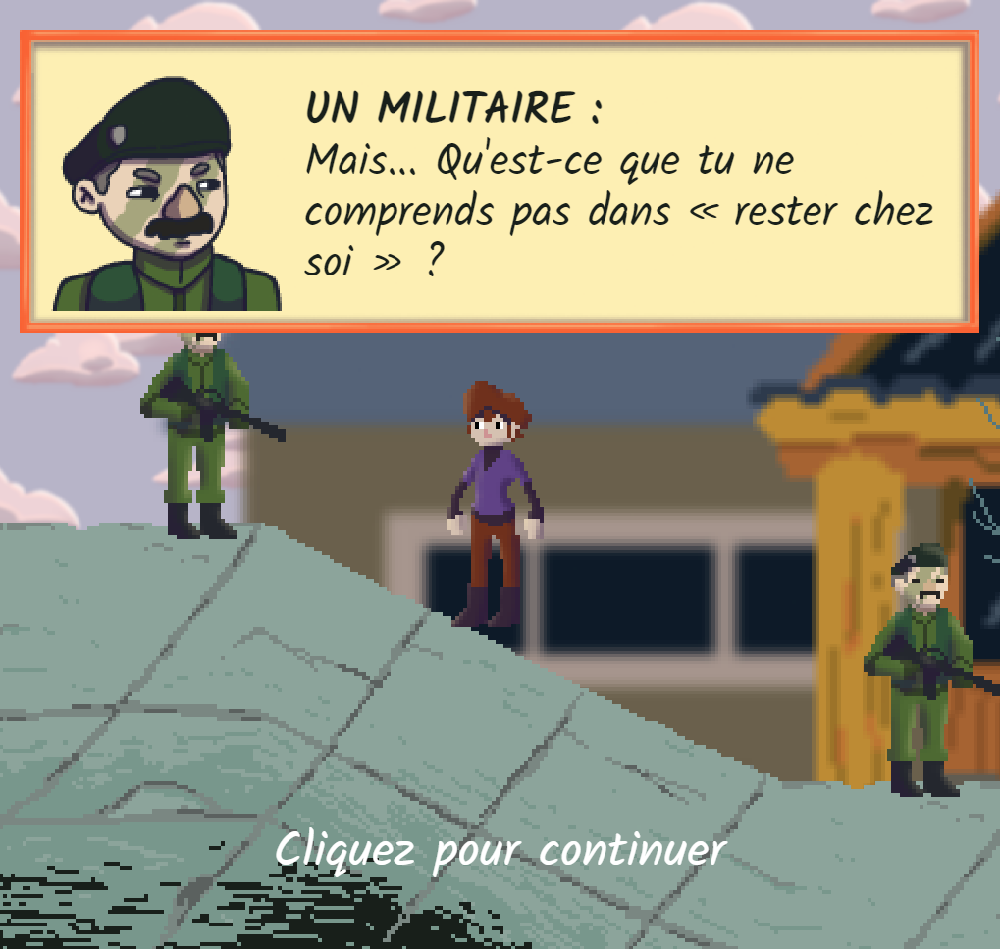 UN MILITAIRE :
Mais... Qu'est-ce que tu ne
comprends pas dans « rester chez
soi » ?
Cliquez pour continuer